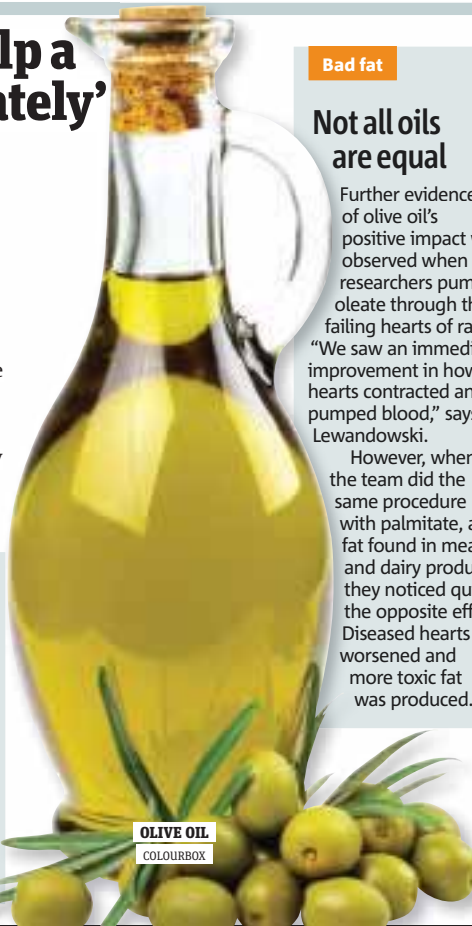 lp a
ately’
e
Bad fat
Not all oils
are equal
Further evidence
of olive oil’s
positive impact
observed when
researchers pum
oleate through th
failing hearts of ra
“We saw an immedi
improvement in how
hearts contracted an
pumped blood,” says
Lewandowski.
However, when
the team did the
same procedure
with palmitate, a
fat found in mea
and dairy produ
they noticed qu
the opposite eff
Diseased hearts
worsened and
more toxic fat
was produced.
OLIVE OIL
COLOURBOX